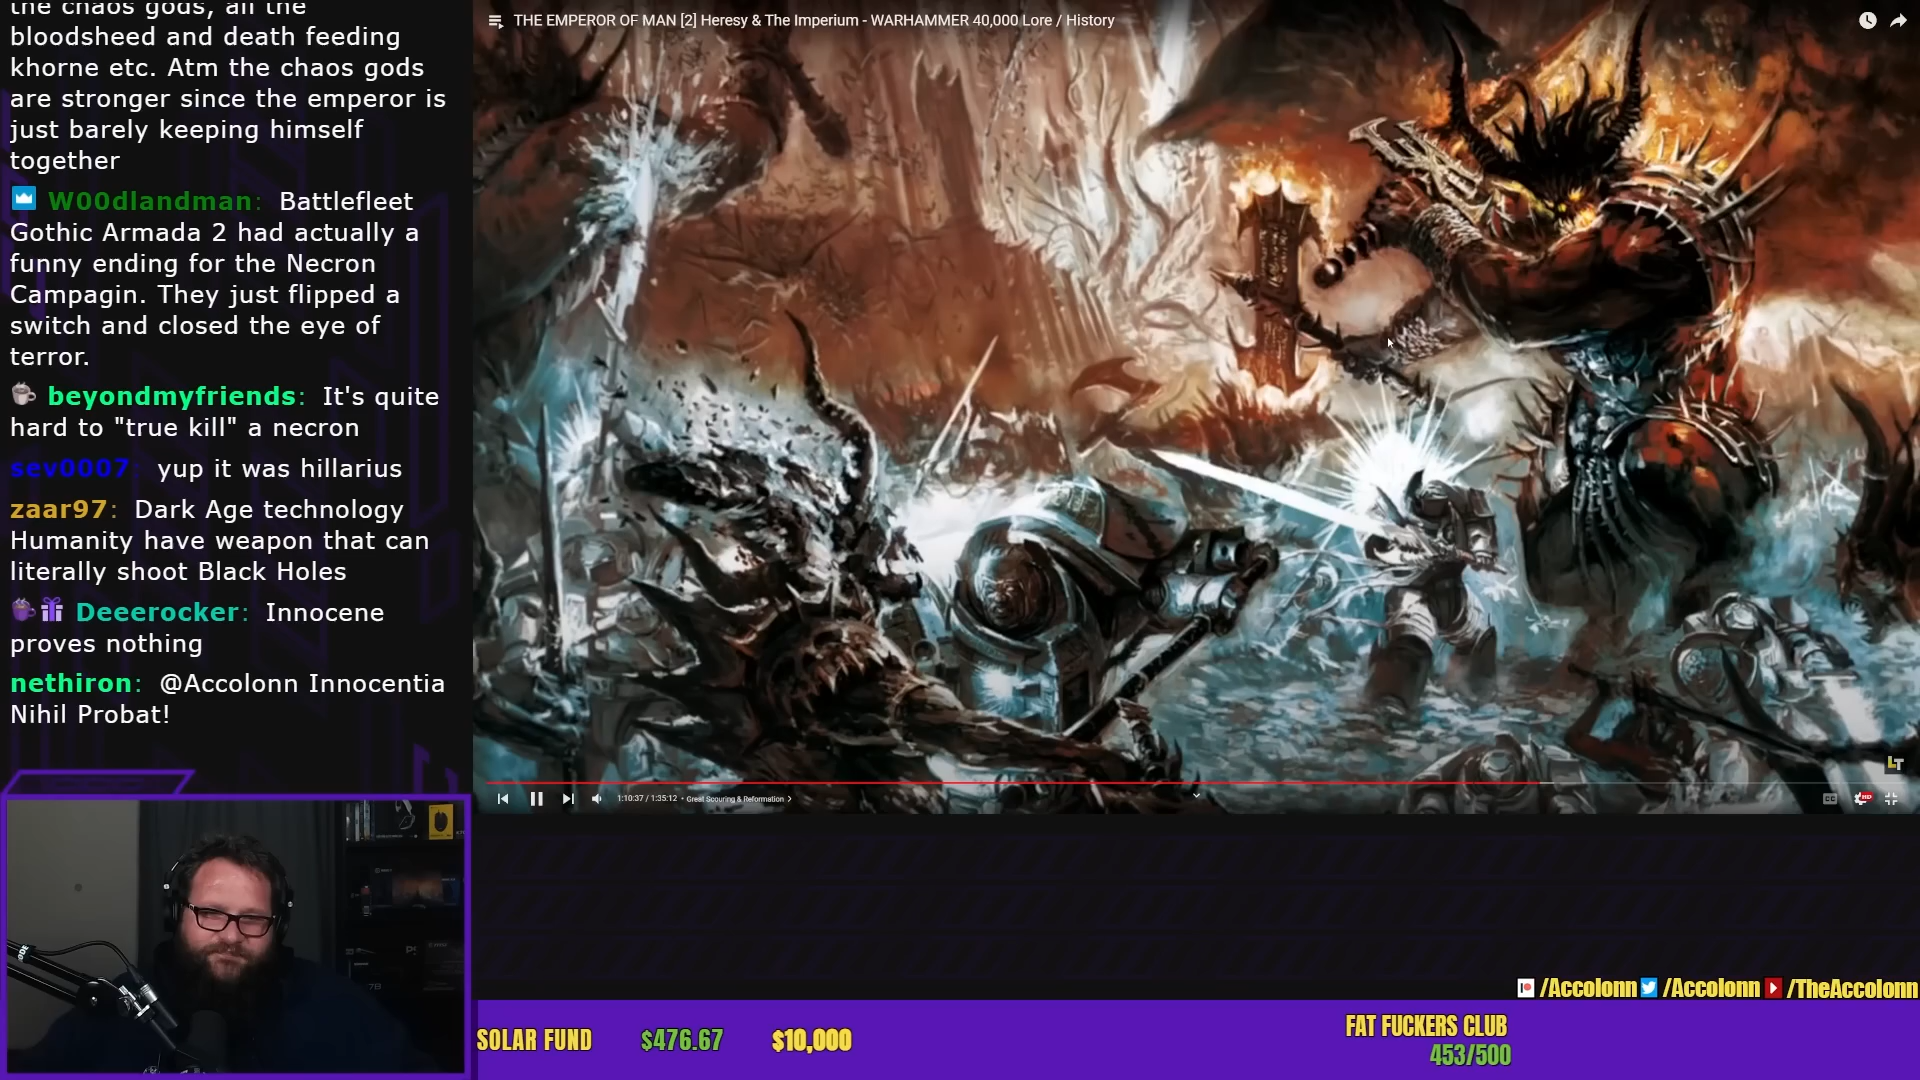 the chaos gods, all the
bloodsheed and death feeding
khorne etc. Atm the chaos gods
are stronger since the emperor is
just barely keeping himself
together
W00dlandman: Battlefleet
Gothic Armada 2 had actually a
funny ending for the Necron
Campagin. They just flipped a
switch and closed the eye of
terror.
beyondmyfriends: It's quite
hard to "true kill" a necron
sev0007: yup it was hillarius
zaar97: Dark Age technology
Humanity have weapon that can
literally shoot Black Holes
Deeerocker: Innocene
proves nothing
nethiron: @Accolonn Innocentia
Nihil Probat!
THE EMPEROR OF MAN [2] Heresy & The Imperium - WARHAMMER 40,000 Lore / History
LT
1:10:37 / 1:35:12 • Great Scouring & Reformation >
CC
HD
/Accolonn /Accolonn /TheAccolonn
SOLAR FUND $476.67 $10,000
FAT FUCKERS CLUB
453/500